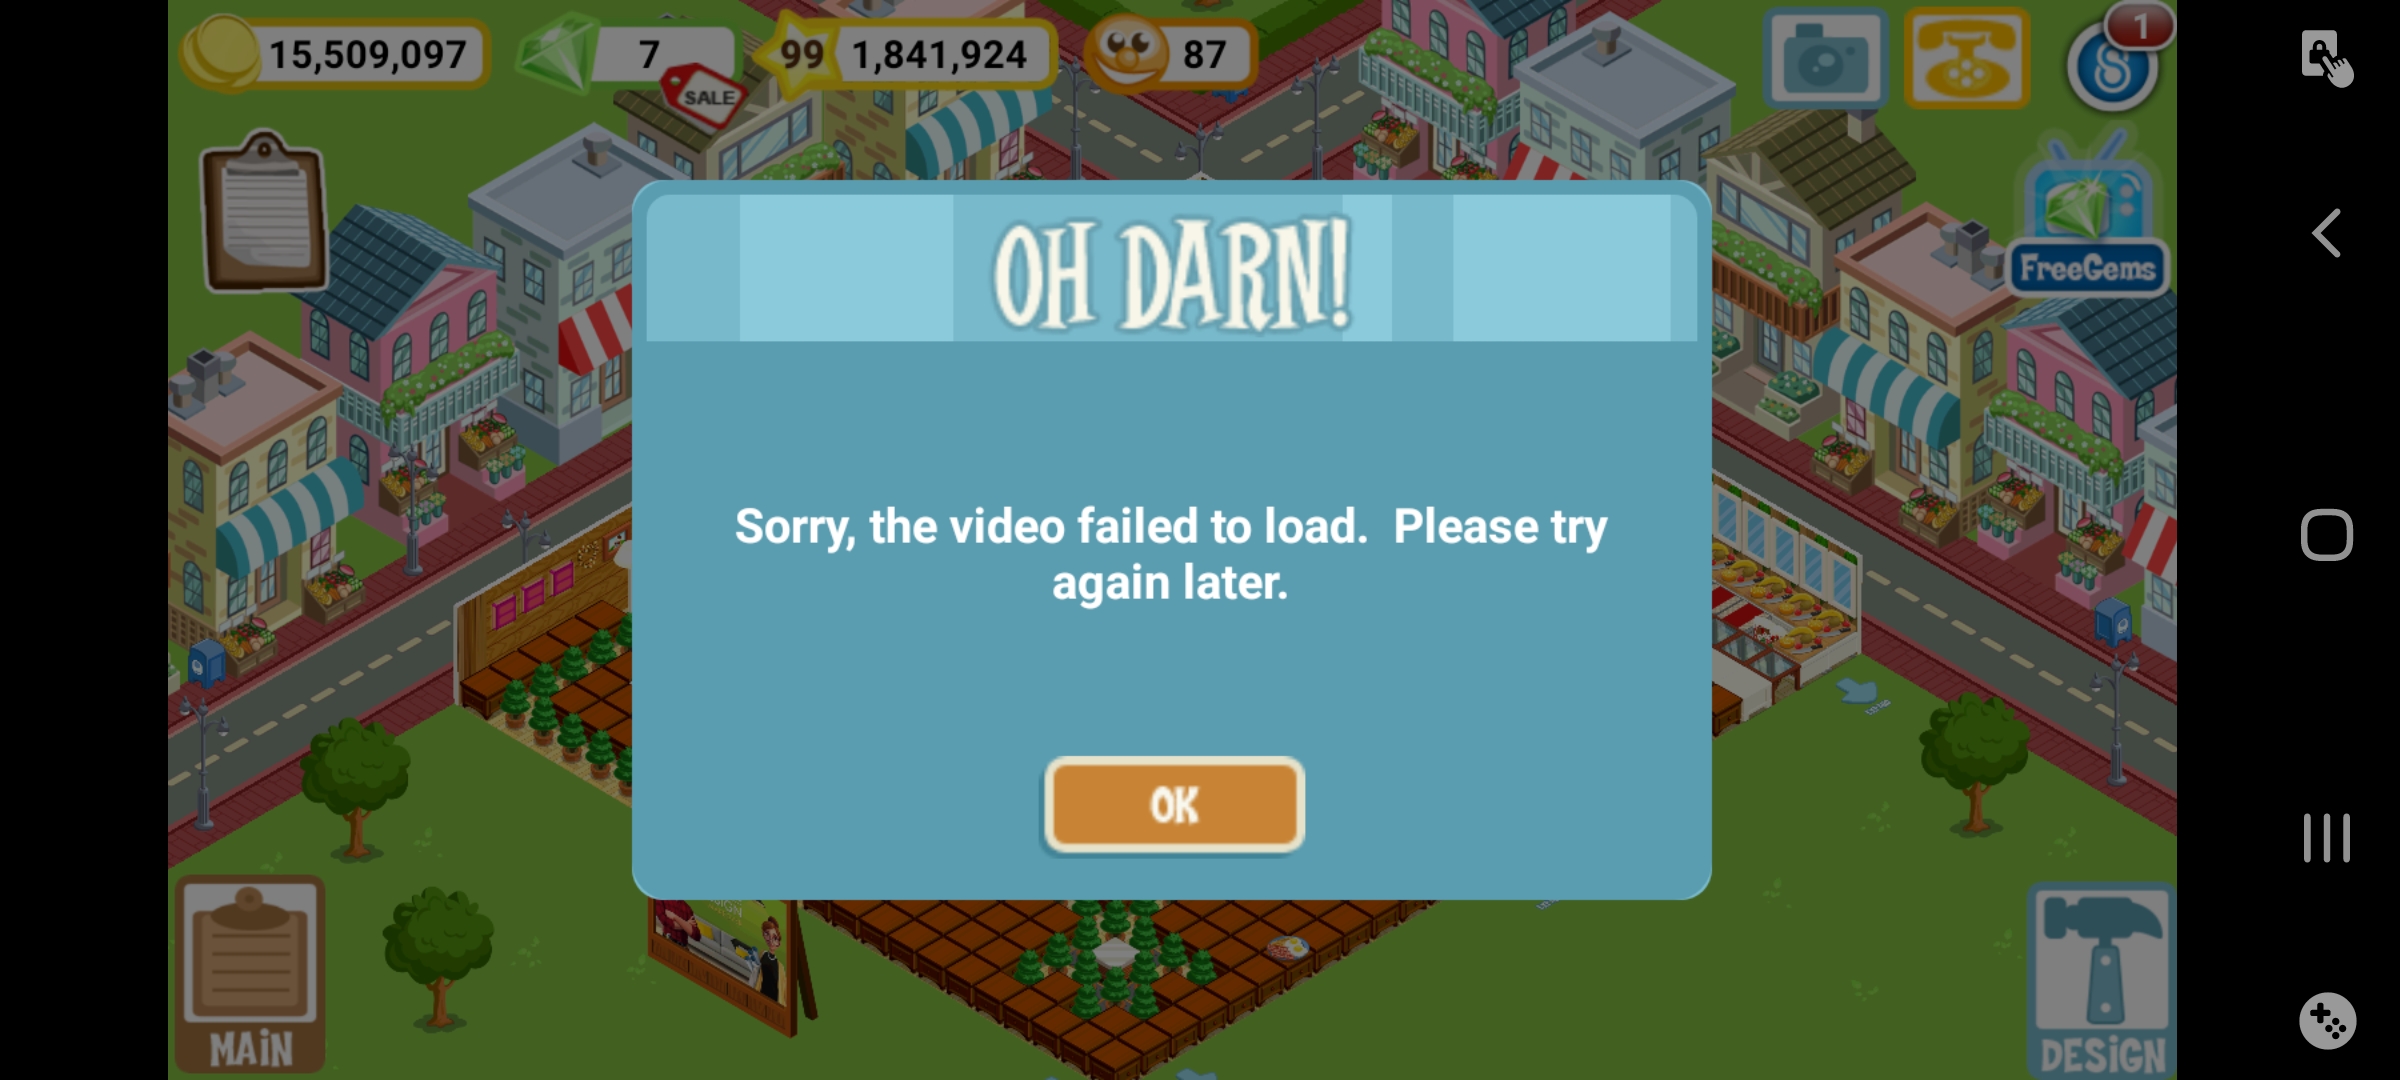 15,509,097
7
SALE
99
1,841,924
87
1
FreeGems
OH DARN!
Sorry, the video failed to load. Please try
again later.
OK
MAiN
DESiGN